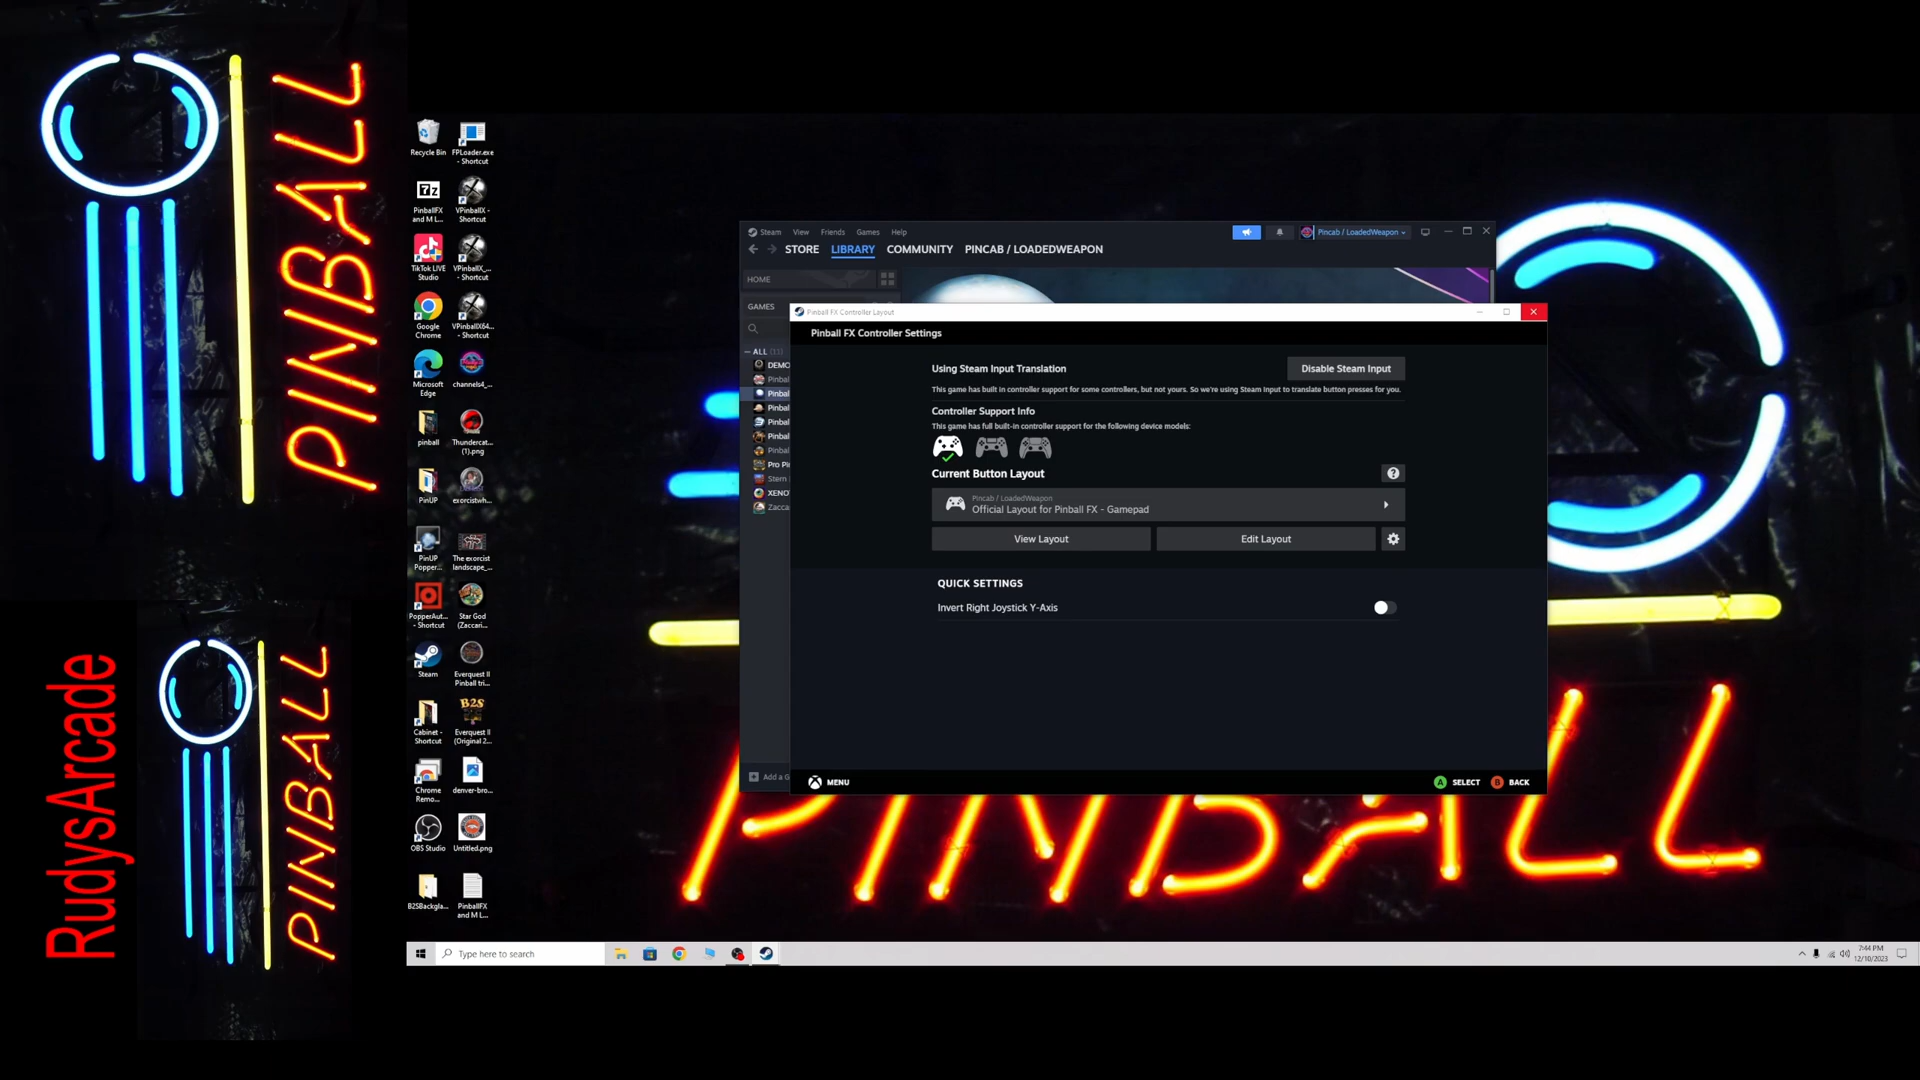 PINBALL
PINBALL
RudysArcade
Recycle Bin
FPLoader.exe
- Shortcut
PinballFX
and M L...
VPinballX -
Shortcut
TikTok LIVE
Studio
VPinballX_...
- Shortcut
Google
Chrome
VPinballX64...
- Shortcut
Microsoft
Edge
channels4_...
pinball
Thundercat...
(1).png
PinUP
exorcistwh...
PinUP
Popper...
The exorcist
landscape_...
PopperAut...
- Shortcut
Star God
(Zaccari...
Steam
Everquest II
Pinball tri...
Cabinet -
Shortcut
B2S
Everquest II
(Original 2...
Chrome
Remo...
denver-bro...
OBS Studio
Untitled.png
B2SBackgla...
PinballFX
and M L...
Steam View Friends Games Help
Pincab / LoadedWeapon
STORE LIBRARY COMMUNITY PINCAB / LOADEDWEAPON
HOME
GAMES
ALL (11)
DEMO
Pinbal
Pinbal
Pinbal
Pinbal
Pinbal
Pinbal
Pro Pi
Stern
XENO
Zacca
Add a G
Pinball FX Controller Layout
Pinball FX Controller Settings
Using Steam Input Translation
Disable Steam Input
This game has built in controller support for some controllers, but not yours. So we're using Steam Input to translate button presses for you.
Controller Support Info
This game has full built-in controller support for the following device models:
Current Button Layout
?
Pincab / LoadedWeapon
Official Layout for Pinball FX - Gamepad
View Layout
Edit Layout
QUICK SETTINGS
Invert Right Joystick Y-Axis
MENU
A SELECT B BACK
PINBALL
Type here to search
7:44 PM
12/10/2023